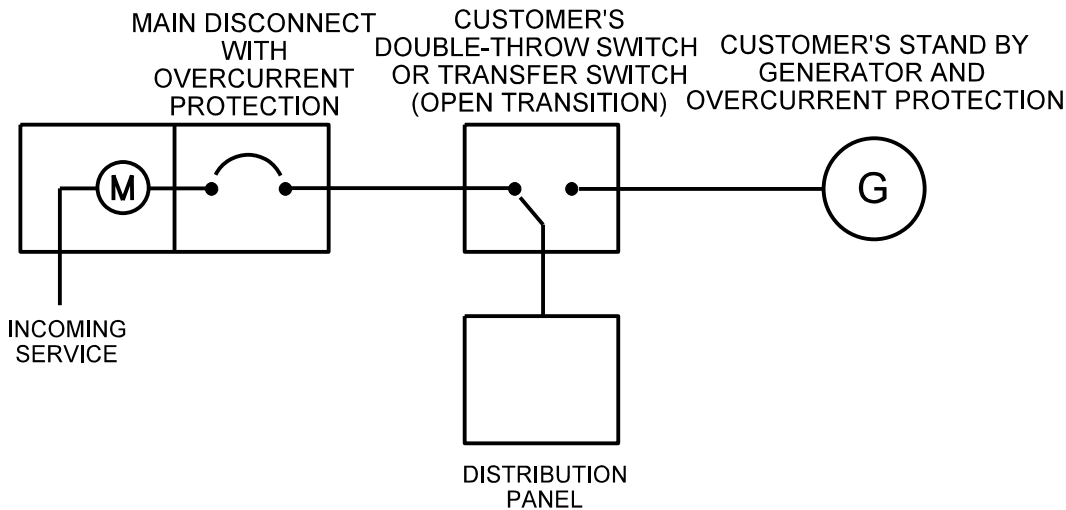 MAIN DISCONNECT
WITH
OVERCURRENT
PROTECTION
CUSTOMER'S
DOUBLE-THROW SWITCH
OR TRANSFER SWITCH
(OPEN TRANSITION)
CUSTOMER'S STAND BY
GENERATOR AND
OVERCURRENT PROTECTION
M
G
INCOMING
SERVICE
DISTRIBUTION
PANEL